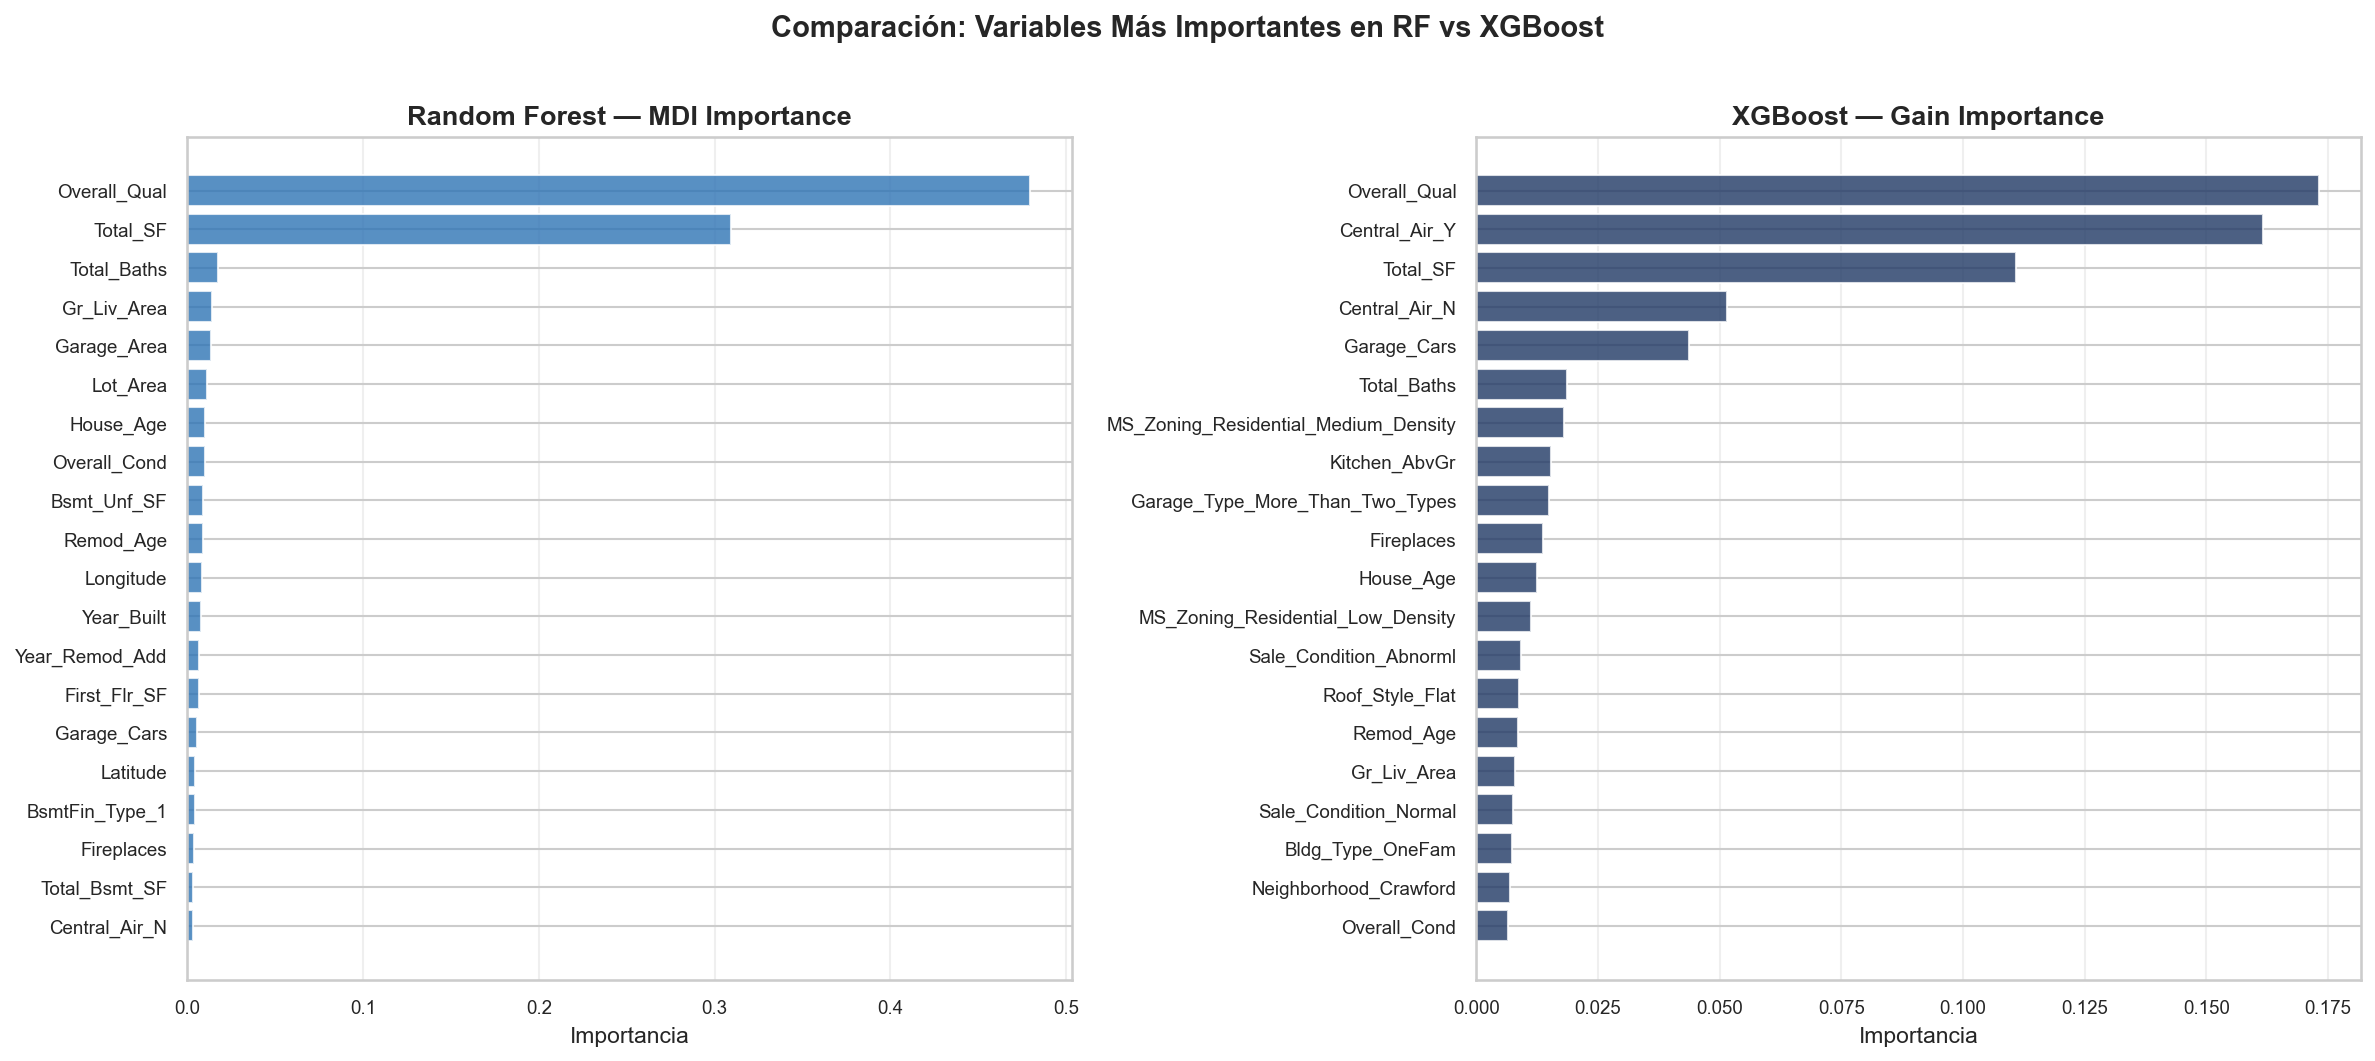 Comparación: Variables Más Importantes en RF vs XGBoost
Random Forest — MDI Importance
Overall_Qual
Total_SF
Total_Baths
Gr_Liv_Area
Garage_Area
Lot_Area
House_Age
Overall_Cond
Bsmt_Unf_SF
Remod_Age
Longitude
Year_Built
Year_Remod_Add
First_Flr_SF
Garage_Cars
Latitude
BsmtFin_Type_1
Fireplaces
Total_Bsmt_SF
Central_Air_N
0.0 0.1 0.2 0.3 0.4 0.5
Importancia
XGBoost — Gain Importance
Overall_Qual
Central_Air_Y
Total_SF
Central_Air_N
Garage_Cars
Total_Baths
MS_Zoning_Residential_Medium_Density
Kitchen_AbvGr
Garage_Type_More_Than_Two_Types
Fireplaces
House_Age
MS_Zoning_Residential_Low_Density
Sale_Condition_Abnorml
Roof_Style_Flat
Remod_Age
Gr_Liv_Area
Sale_Condition_Normal
Bldg_Type_OneFam
Neighborhood_Crawford
Overall_Cond
0.000 0.025 0.050 0.075 0.100 0.125 0.150 0.175
Importancia